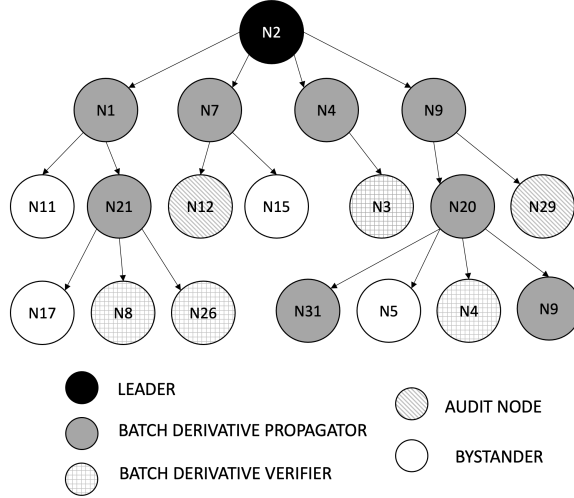 N2
N1 N7 N4 N9
N11 N21 N12 N15 N3 N20 N29
N17 N8 N26 N31 N5 N4 N9
LEADER
BATCH DERIVATIVE PROPAGATOR
BATCH DERIVATIVE VERIFIER
AUDIT NODE
BYSTANDER